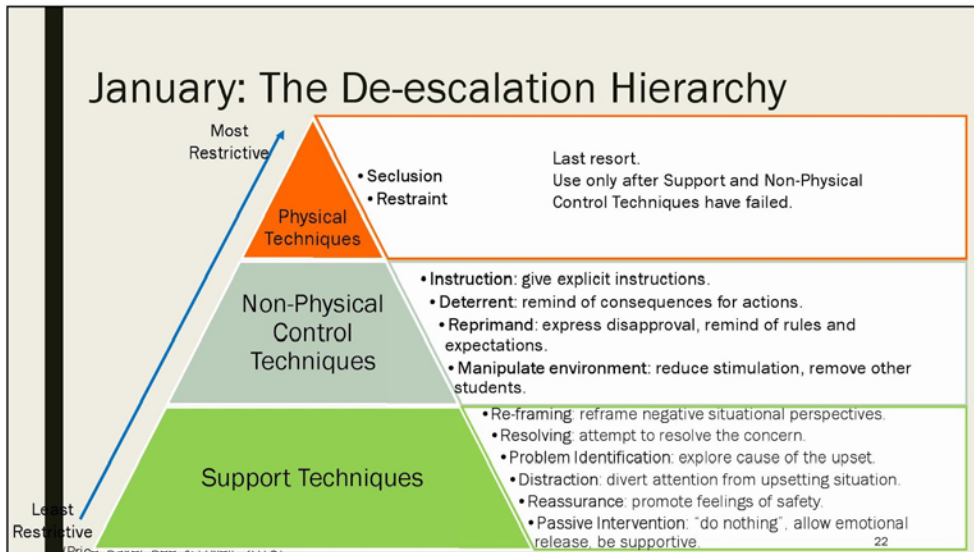 January: The De-escalation Hierarchy
Most
Restrictive
• Seclusion
• Restraint
Last resort.
Use only after Support and Non-Physical
Control Techniques have failed.
Physical
Techniques
• Instruction: give explicit instructions.
• Deterrent: remind of consequences for actions.
• Reprimand: express disapproval, remind of rules and
expectations.
• Manipulate environment: reduce stimulation, remove other
students.
Non-Physical
Control
Techniques
• Re-framing: reframe negative situational perspectives.
• Resolving: attempt to resolve the concern.
• Problem Identification: explore cause of the upset.
• Distraction: divert attention from upsetting situation.
• Reassurance: promote feelings of safety.
• Passive Intervention: "do nothing", allow emotional
release, be supportive.
Support Techniques
Least
Restrictive
22